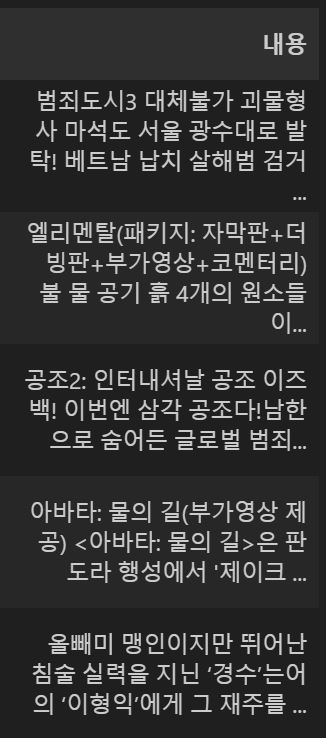 내용
범죄도시3 대체불가 괴물형
사 마석도 서울 광수대로 발
탁! 베트남 납치 살해범 검거
...
엘리멘탈(패키지: 자막판+더
빙판+부가영상+코멘터리)
불 물 공기 흙 4개의 원소들
이...
공조2: 인터내셔날 공조 이즈
백! 이번엔 삼각 공조다!남한
으로 숨어든 글로벌 범죄...
아바타: 물의 길(부가영상 제
공) <아바타: 물의 길>은 판
도라 행성에서 '제이크 ...
올빼미 맹인이지만 뛰어난
침술 실력을 지닌 ‘경수’는어
의 ‘이형익’에게 그 재주를 ...